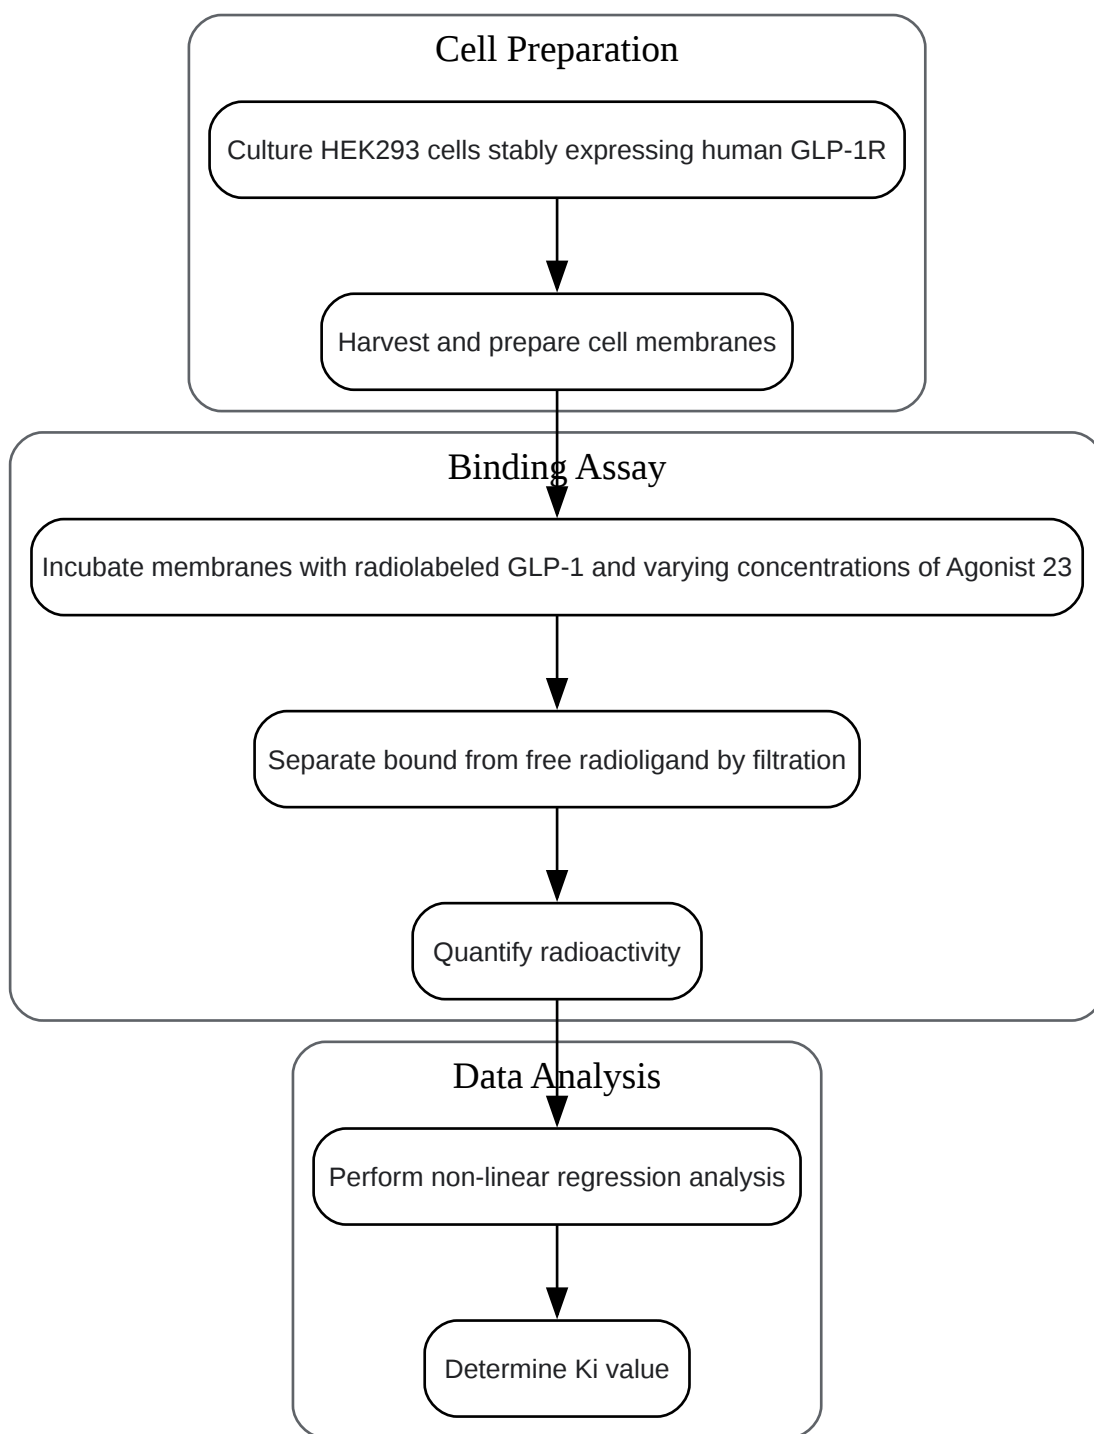 Cell Preparation
Culture HEK293 cells stably expressing human GLP-1R
Harvest and prepare cell membranes
Binding Assay
Incubate membranes with radiolabeled GLP-1 and varying concentrations of Agonist 23
Separate bound from free radioligand by filtration
Quantify radioactivity
Data Analysis
Perform non-linear regression analysis
Determine Ki value